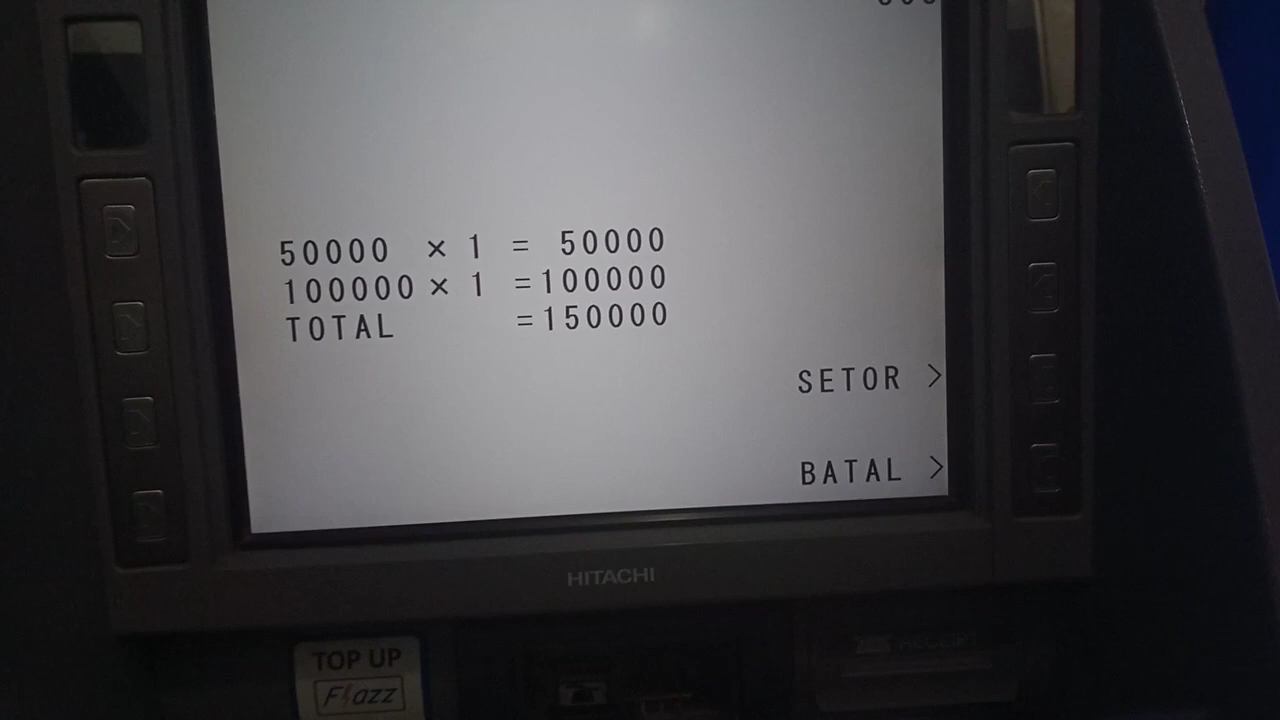 50000 × 1 = 50000
100000 × 1 =100000
TOTAL =150000
SETOR >
BATAL >
HITACHI
TOP UP
Flazz